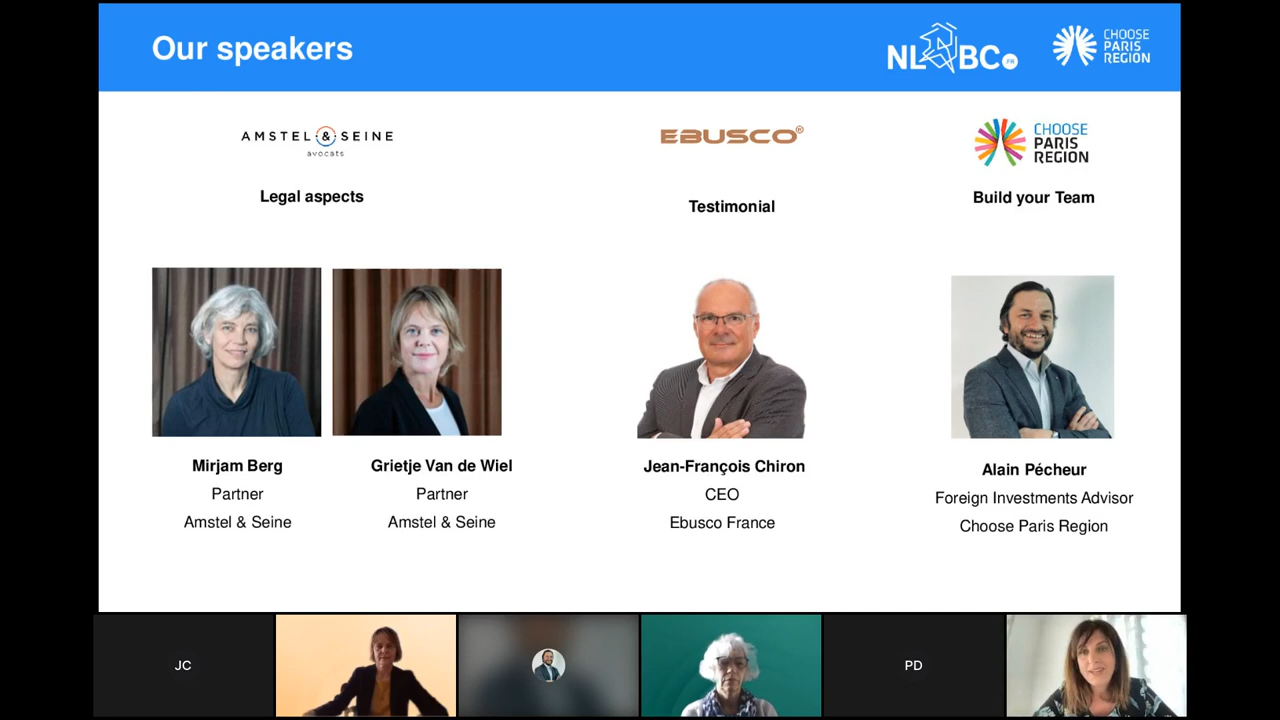 Our speakers
NL BC FR
CHOOSE
PARIS
REGION
AMSTEL & SEINE
avocats
EBUSCO®
CHOOSE
PARIS
REGION
Legal aspects
Testimonial
Build your Team
Mirjam Berg
Partner
Amstel & Seine
Grietje Van de Wiel
Partner
Amstel & Seine
Jean-François Chiron
CEO
Ebusco France
Alain Pécheur
Foreign Investments Advisor
Choose Paris Region
JC
PD